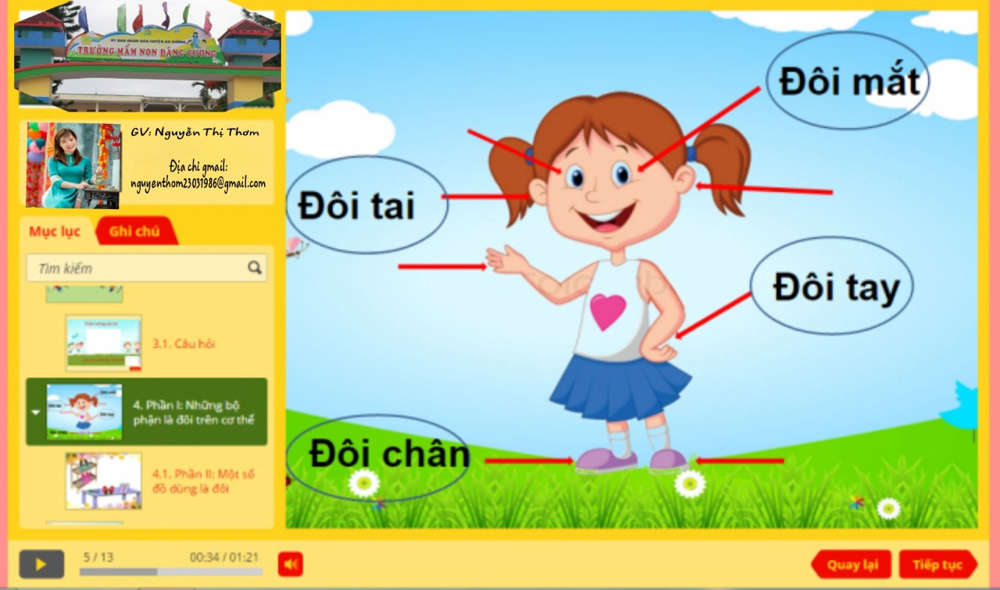 ỦY BAN NHÂN DÂN HUYỆN AN DƯƠNG
TRƯỜNG MẦM NON ĐẶNG CƯƠNG
GV: Nguyễn Thị Thơm
Địa chỉ gmail:
nguyenthom23031986@gmail.com
Mục lục
Ghi chú
Tìm kiếm
3.1. Câu hỏi
4. Phần I: Những bộ
phận là đôi trên cơ thể
4.1. Phần II: Một số
đồ dùng là đôi
5 / 13
00:34 / 01:21
Đôi mắt
Đôi tai
Đôi tay
Đôi chân
Quay lại
Tiếp tục